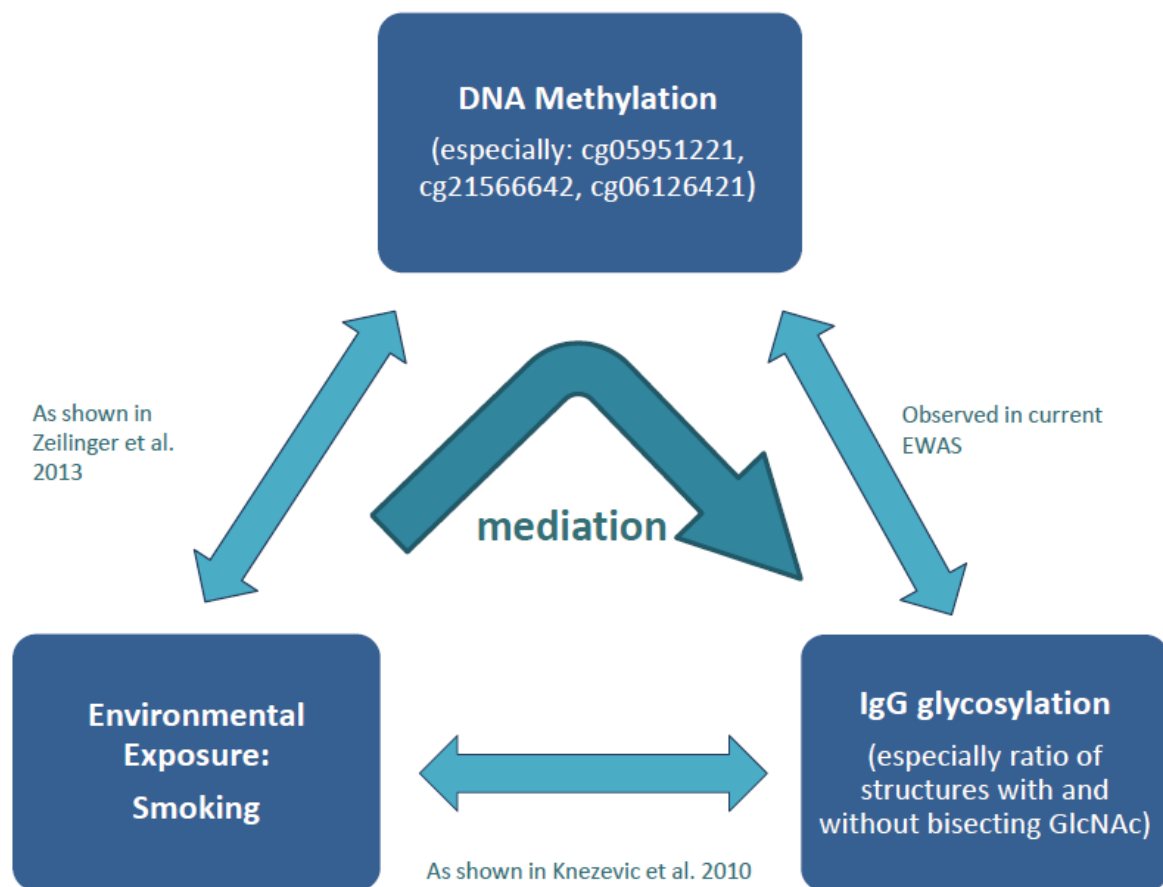 DNA Methylation
(especially: cg05951221,
cg21566642, cg06126421)
As shown in
Zeilinger et al.
2013
Observed in current
EWAS
mediation
Environmental
Exposure:
Smoking
IgG glycosylation
(especially ratio of
structures with and
without bisecting GlcNAc)
As shown in Knezevic et al. 2010